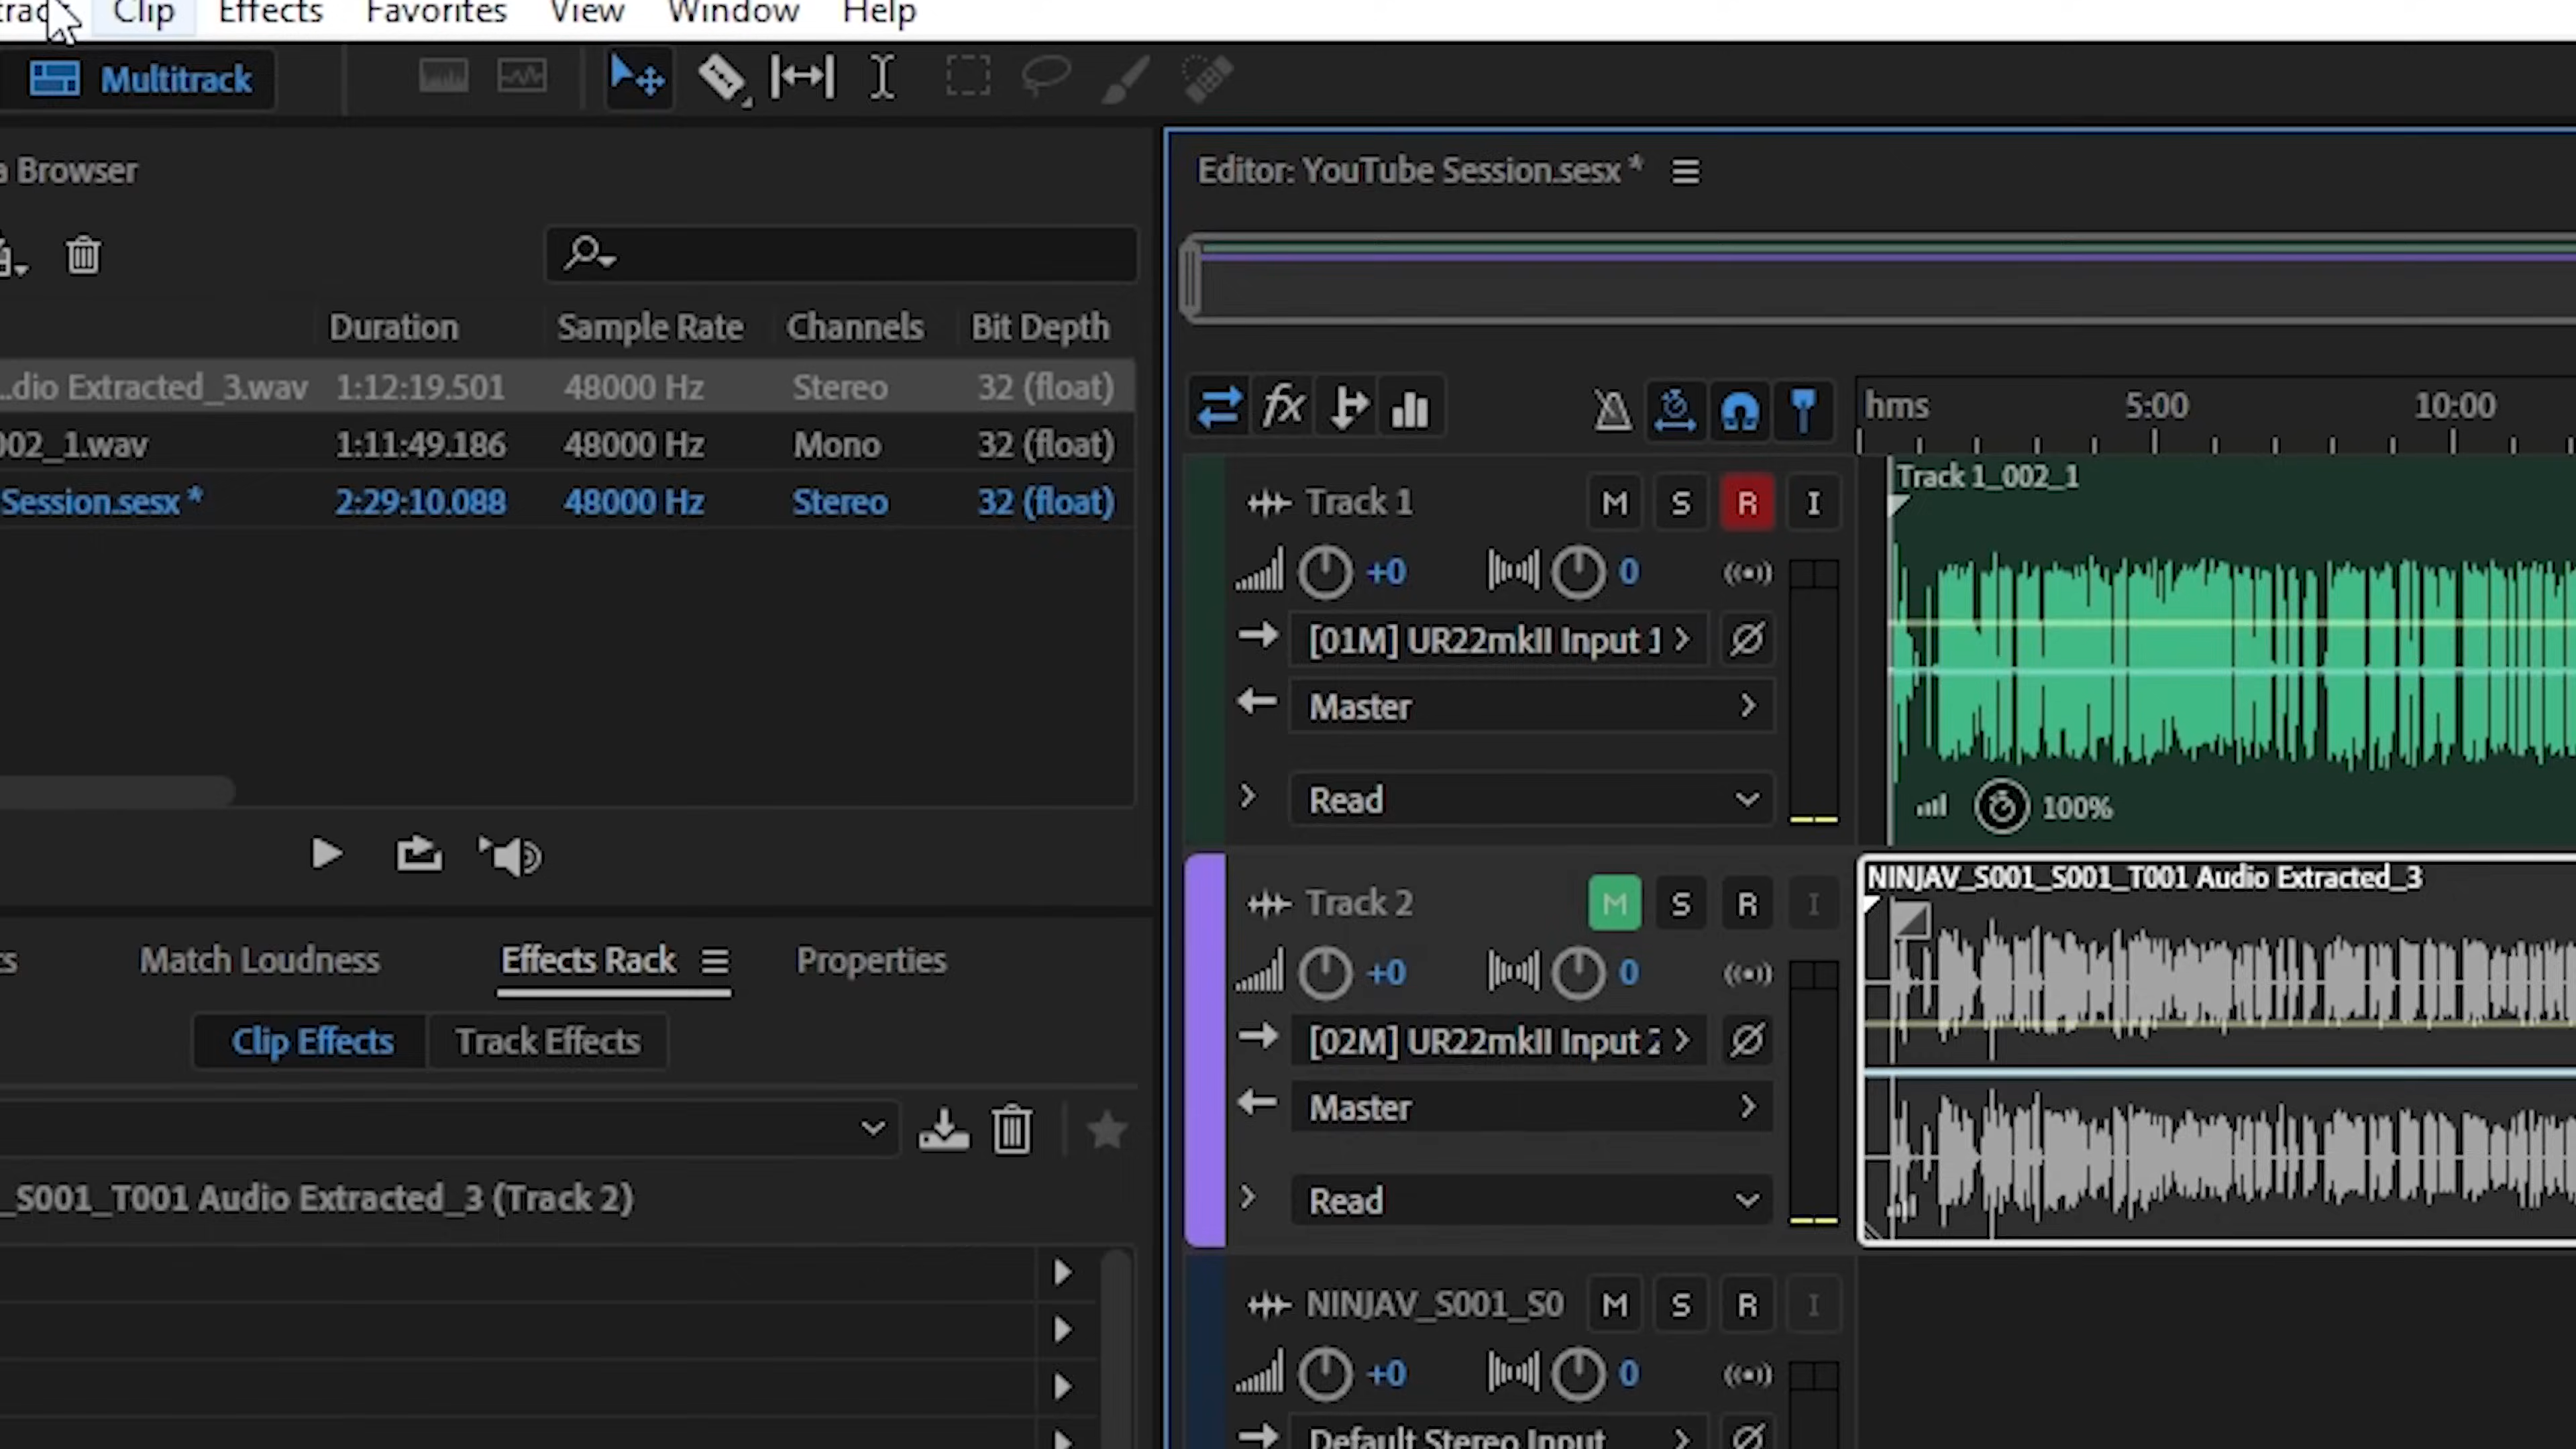 Clip Effects Favorites View Window Help
Multitrack
Browser
Editor: YouTube Session.sesx *
Duration Sample Rate Channels Bit Depth
...dio Extracted_3.wav 1:12:19.501 48000 Hz Stereo 32 (float)
002_1.wav 1:11:49.186 48000 Hz Mono 32 (float)
Session.sesx * 2:29:10.088 48000 Hz Stereo 32 (float)
fx
hms 5:00 10:00
Track 1 M S R I
Track 1_002_1
+0 0
[01M] UR22mkII Input 1
Master
Read
100%
Match Loudness Effects Rack Properties
Clip Effects Track Effects
_S001_T001 Audio Extracted_3 (Track 2)
Track 2 M S R I
NINJAV_S001_S001_T001 Audio Extracted_3
+0 0
[02M] UR22mkII Input 2
Master
Read
NINJAV_S001_S0 M S R I
+0 0
Default Stereo Input